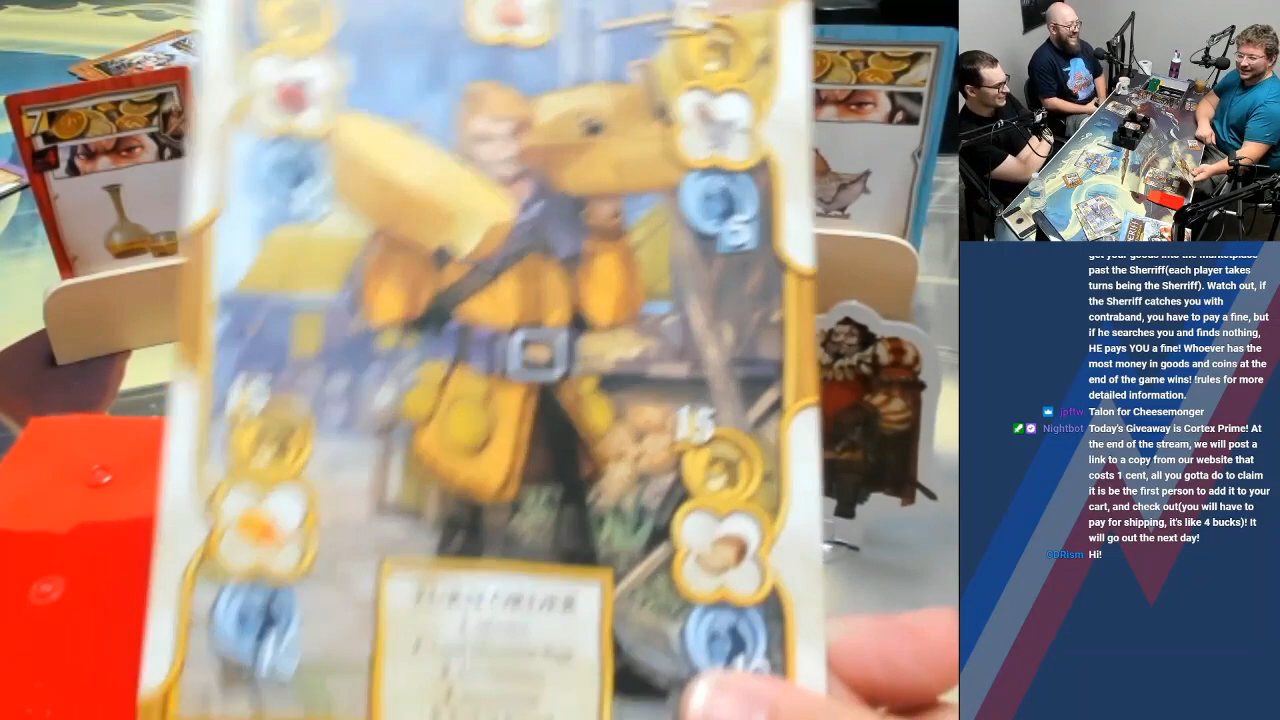 15
5
get your goods into the marketplace
past the Sherriff(each player takes
turns being the Sherriff). Watch out, if
the Sherriff catches you with
contraband, you have to pay a fine, but
if he searches you and finds nothing,
HE pays YOU a fine! Whoever has the
most money in goods and coins at the
end of the game wins! !rules for more
detailed information.
jpftw Talon for Cheesemonger
Nightbot Today's Giveaway is Cortex Prime! At
the end of the stream, we will post a
link to a copy from our website that
costs 1 cent, all you gotta do to claim
it is be the first person to add it to your
cart, and check out(you will have to
pay for shipping, it's like 4 bucks)! It
will go out the next day!
CDRism Hi!